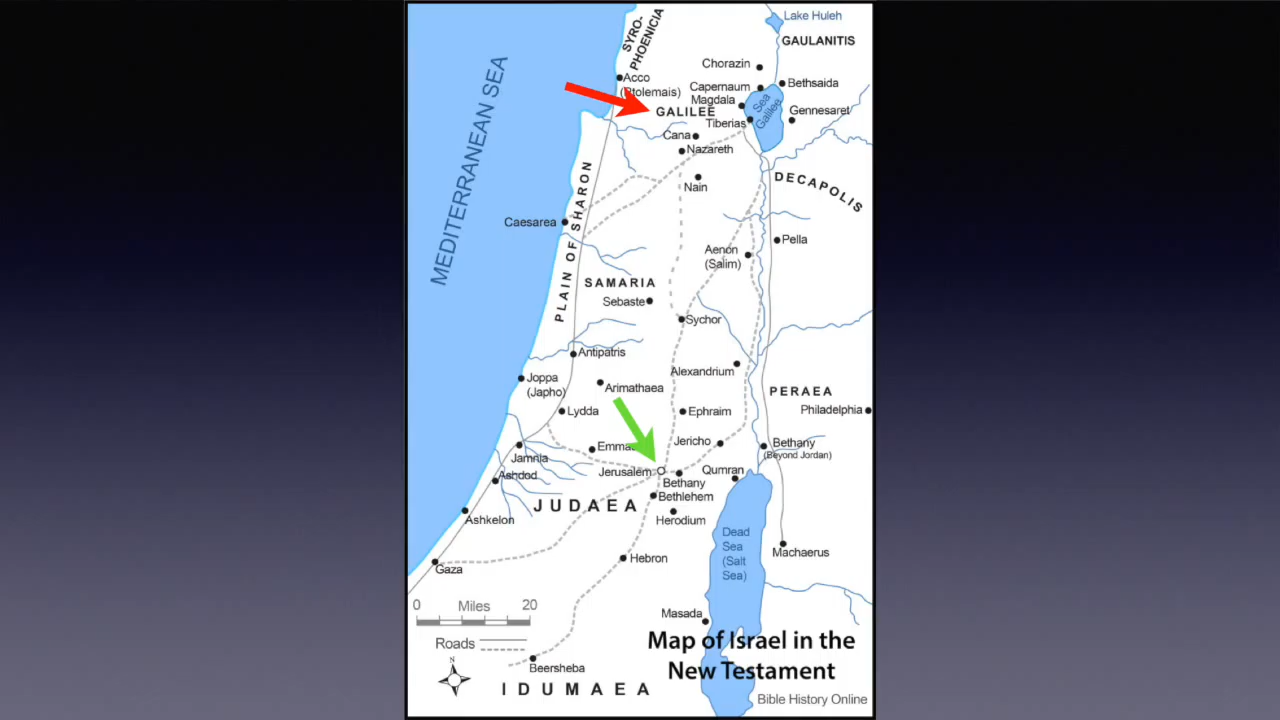 Lake Huleh
SYRO-
PHOENICIA
GAULANITIS
MEDITERRANEAN SEA
Chorazin
Acco
(Ptolemais)
Capernaum
Bethsaida
Magdala
Sea
Galilee
GALILEE
Gennesaret
Tiberias
Cana
Nazareth
DECAPOLIS
Nain
PLAIN OF SHARON
Caesarea
Pella
Aenon
(Salim)
SAMARIA
Sebaste
Sychor
Antipatris
Alexandrium
Joppa
(Japho)
Arimathaea
PERAEA
Lydda
Ephraim
Philadelphia
Jericho
Bethany
(Beyond Jordan)
Jamnia
Jerusalem
Qumran
Ashdod
Bethany
Bethlehem
JUDAEA
Ashkelon
Herodium
Dead
Sea
(Salt
Sea)
Machaerus
Hebron
Gaza
0 Miles 20
Masada
Roads
Map of Israel in the
New Testament
N
Beersheba
IDUMAEA
Bible History Online